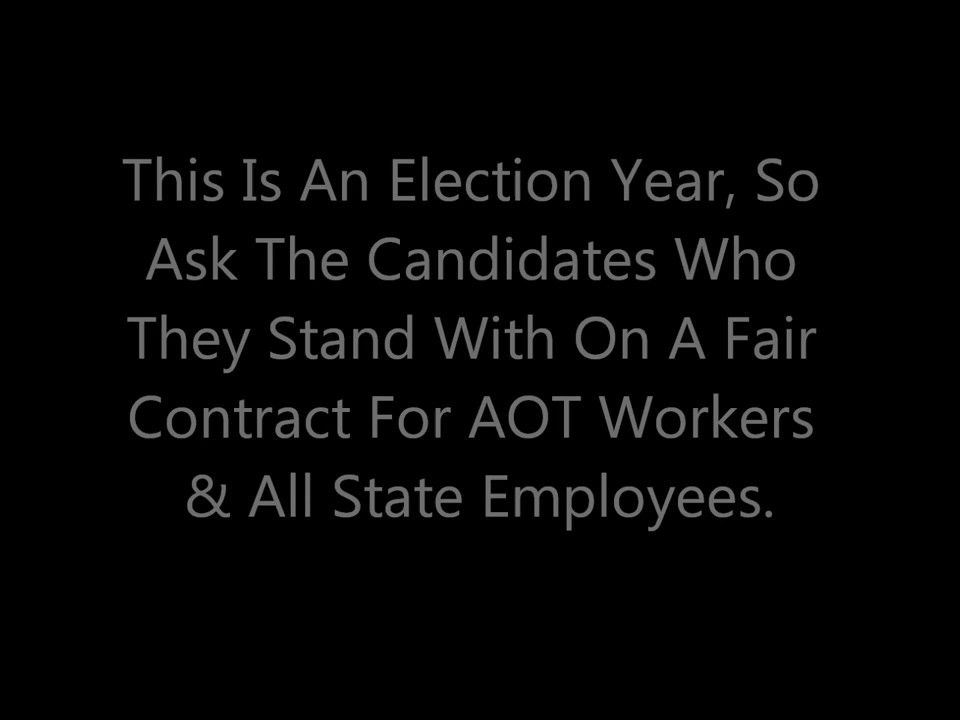 This Is An Election Year, So
Ask The Candidates Who
They Stand With On A Fair
Contract For AOT Workers
& All State Employees.